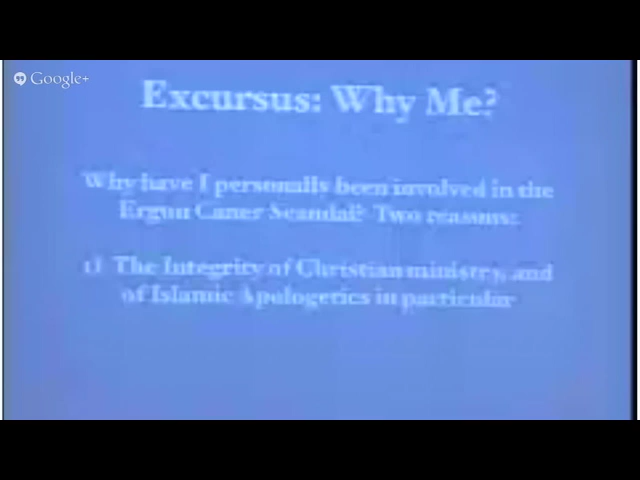 Google+
Excursus: Why Me?
Why have I personally been involved in the
Ergun Caner Scandal? Two reasons:
1) The Integrity of Christian ministry, and
of Islamic Apologetics in particular